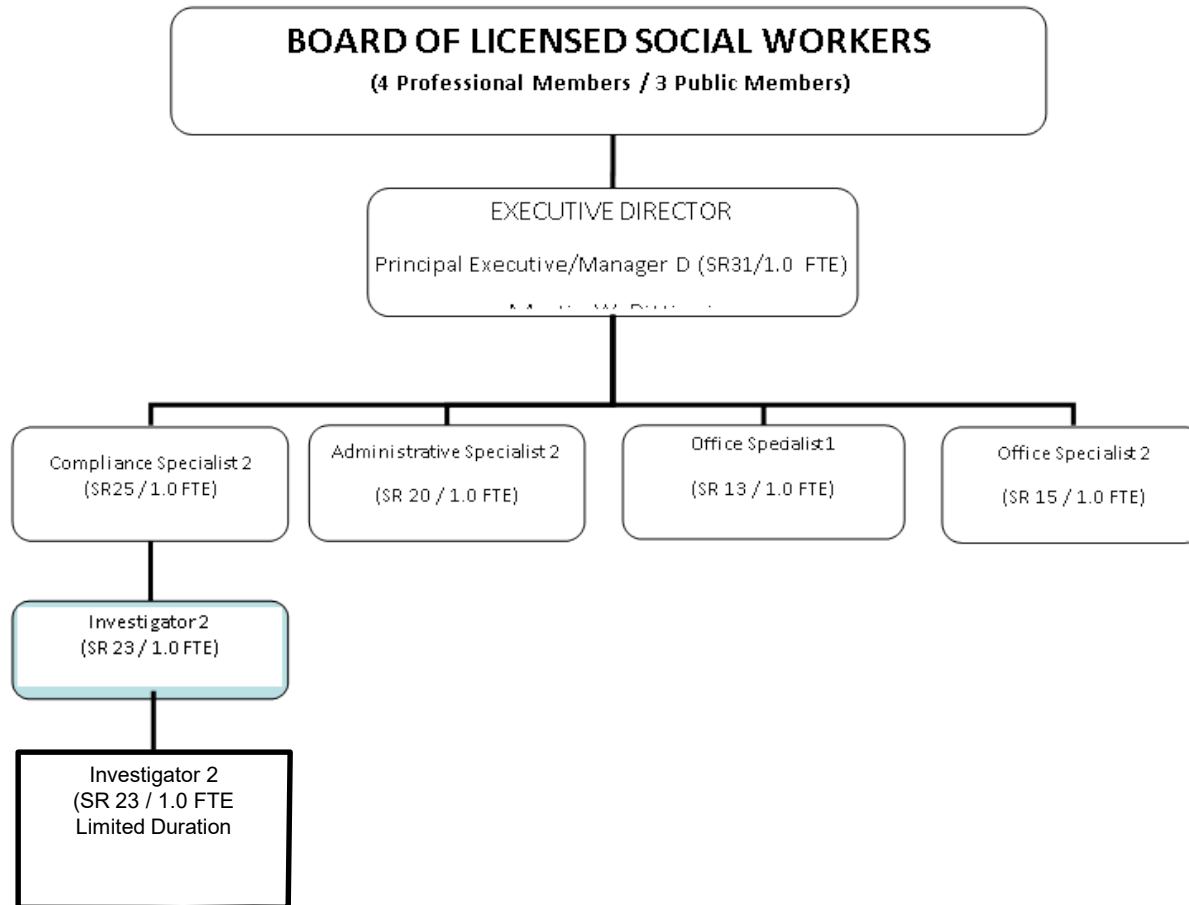 BOARD OF LICENSED SOCIAL WORKERS
(4 Professional Members / 3 Public Members)
EXECUTIVE DIRECTOR
Principal Executive/Manager D (SR31/1.0 FTE)
Compliance Specialist 2
(SR25 / 1.0 FTE)
Administrative Specialist 2
(SR 20 / 1.0 FTE)
Office Specialist1
(SR 13 / 1.0 FTE)
Office Specialist 2
(SR 15 / 1.0 FTE)
Investigator 2
(SR 23 / 1.0 FTE)
Investigator 2
(SR 23 / 1.0 FTE
Limited Duration